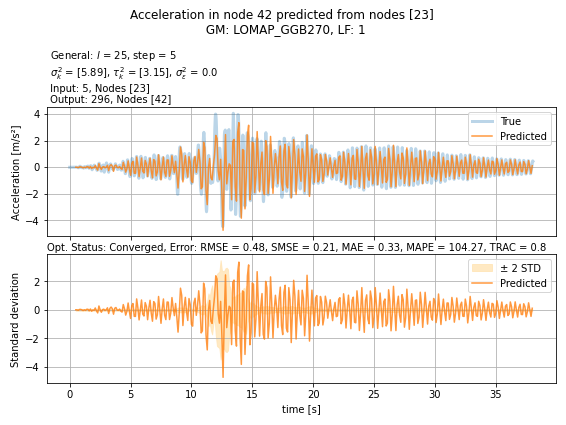 Acceleration in node 42 predicted from nodes [23]
GM: LOMAP_GGB270, LF: 1
General: l = 25, step = 5
σ²ₖ = [5.89], τ²ₖ = [3.15], σ²ε = 0.0
Input: 5, Nodes [23]
Output: 296, Nodes [42]
Acceleration [m/s²]
4
2
0
−2
−4
True
Predicted
Opt. Status: Converged, Error: RMSE = 0.48, SMSE = 0.21, MAE = 0.33, MAPE = 104.27, TRAC = 0.8
Standard deviation
2
0
−2
−4
± 2 STD
Predicted
0 5 10 15 20 25 30 35
time [s]